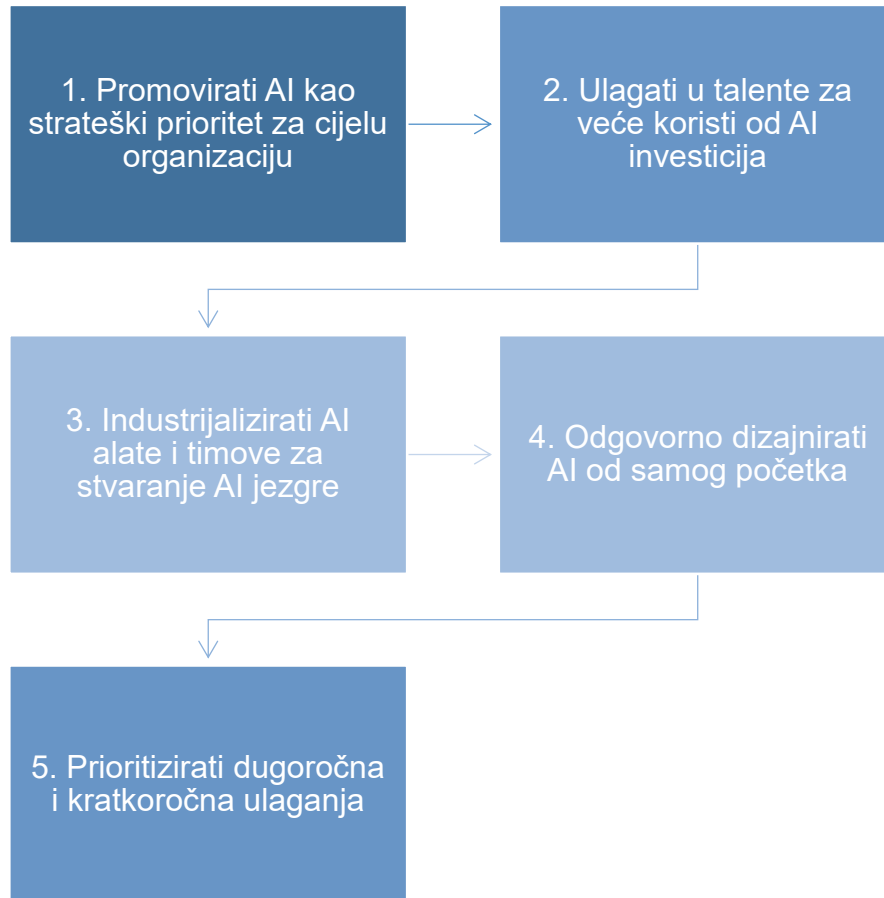 1. Promovirati AI kao
strateški prioritet za cijelu
organizaciju
2. Ulagati u talente za
veće koristi od AI
investicija
3. Industrijalizirati AI
alate i timove za
stvaranje AI jezgre
4. Odgovorno dizajnirati
AI od samog početka
5. Prioritizirati dugoročna
i kratkoročna ulaganja